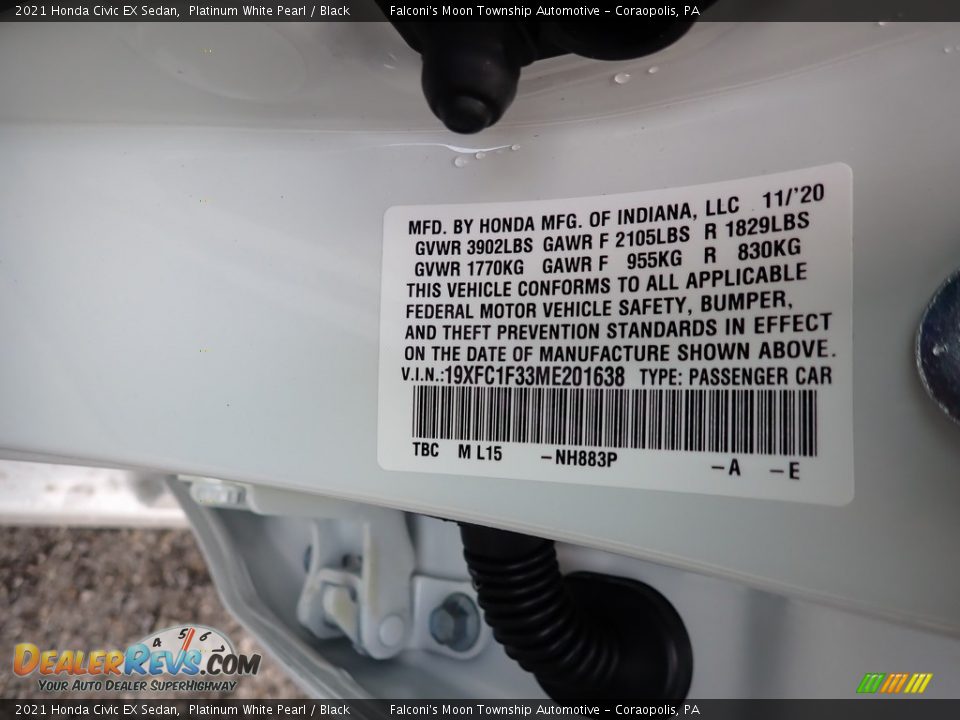 2021 Honda Civic EX Sedan,  Platinum White Pearl / Black    Falconi's Moon Township Automotive - Coraopolis, PA
MFD. BY HONDA MFG. OF INDIANA, LLC 11/'20
GVWR 3902LBS GAWR F 2105LBS R 1829LBS
GVWR 1770KG GAWR F 955KG R 830KG
THIS VEHICLE CONFORMS TO ALL APPLICABLE
FEDERAL MOTOR VEHICLE SAFETY, BUMPER,
AND THEFT PREVENTION STANDARDS IN EFFECT
ON THE DATE OF MANUFACTURE SHOWN ABOVE.
V.I.N.:19XFC1F33ME201638 TYPE: PASSENGER CAR
TBC M L15 -NH883P -A -E
4 5 6
DEALERREVS.COM
YOUR AUTO DEALER SUPERHIGHWAY
2021 Honda Civic EX Sedan,  Platinum White Pearl / Black    Falconi's Moon Township Automotive - Coraopolis, PA